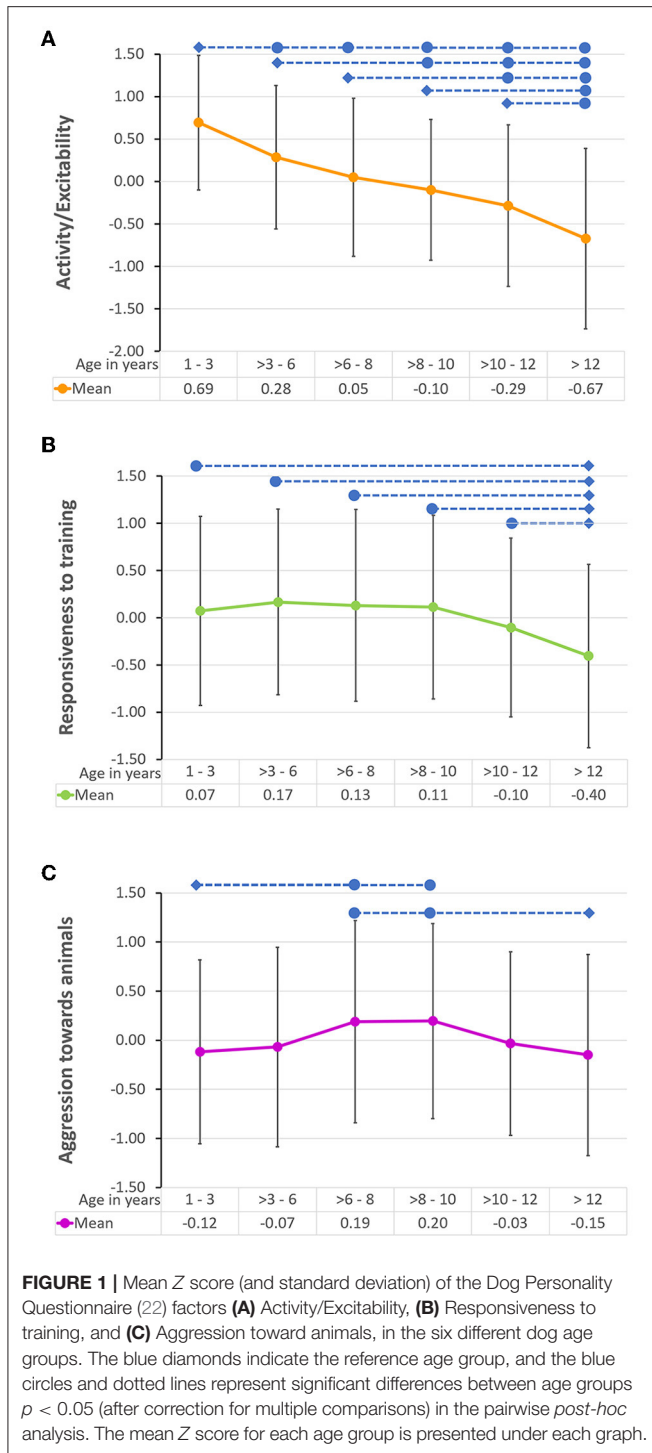 A
Activity/Excitability
1.50
1.00
0.50
0.00
-0.50
-1.00
-1.50
-2.00
Age in years 1 - 3 >3 - 6 >6 - 8 >8 - 10 >10 - 12 > 12
Mean 0.69 0.28 0.05 -0.10 -0.29 -0.67
B
Responsiveness to training
1.50
1.00
0.50
0.00
-0.50
-1.00
-1.50
Age in years 1 - 3 >3 - 6 >6 - 8 >8 - 10 >10 - 12 > 12
Mean 0.07 0.17 0.13 0.11 -0.10 -0.40
C
Aggression towards animals
1.50
1.00
0.50
0.00
-0.50
-1.00
-1.50
Age in years 1 - 3 >3 - 6 >6 - 8 >8 - 10 >10 - 12 > 12
Mean -0.12 -0.07 0.19 0.20 -0.03 -0.15
FIGURE 1 | Mean Z score (and standard deviation) of the Dog Personality
Questionnaire (22) factors (A) Activity/Excitability, (B) Responsiveness to
training, and (C) Aggression toward animals, in the six different dog age
groups. The blue diamonds indicate the reference age group, and the blue
circles and dotted lines represent significant differences between age groups
p < 0.05 (after correction for multiple comparisons) in the pairwise post-hoc
analysis. The mean Z score for each age group is presented under each graph.